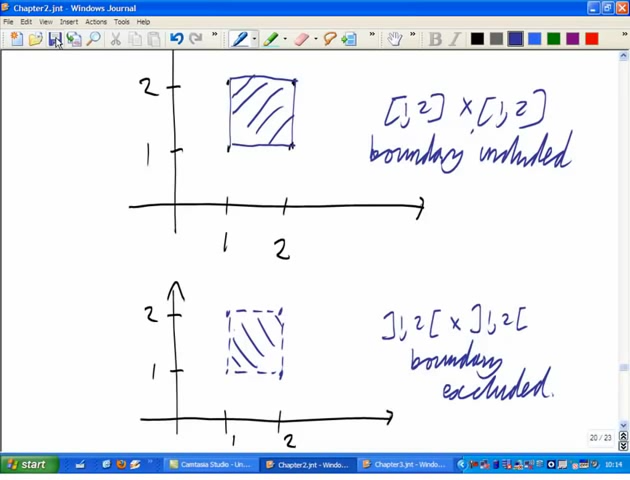 Chapter2.jnt - Windows Journal
File Edit View Insert Actions Tools Help
B I
2
[1,2] x [1,2]
boundary included
1
1 2
2
]1,2[ x ]1,2[
boundary
excluded.
1
1 2
20 / 23
start Camtasia Studio - Un... Chapter2.jnt - Windo... Chapter3.jnt - Windo... 10:14